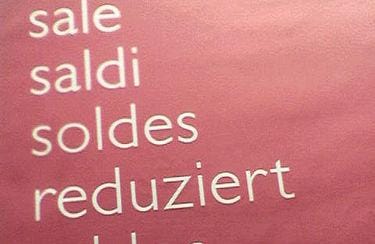 sale
saldi
soldes
reduziert